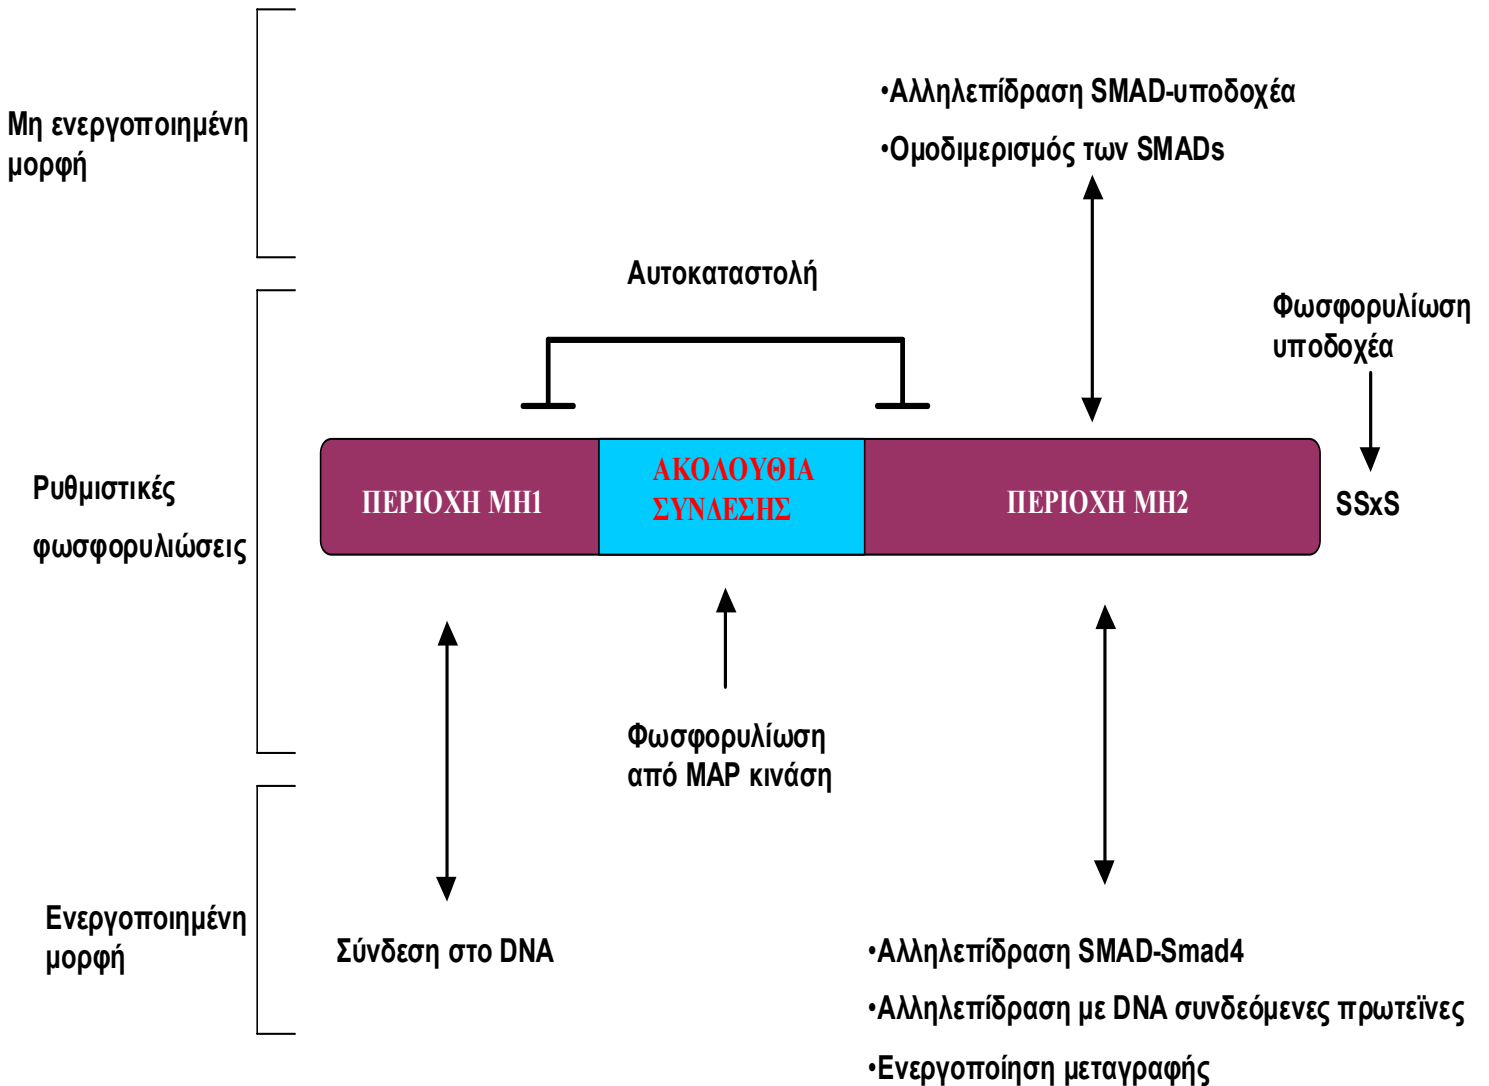 Μη ενεργοποιημένη
μορφή
•Αλληλεπίδραση SMAD-υποδοχέα
•Ομοδιμερισμός των SMADs
Αυτοκαταστολή
Φωσφορυλίωση
υποδοχέα
Ρυθμιστικές
φωσφορυλιώσεις
ΠΕΡΙΟΧΗ ΜΗ1
ΑΚΟΛΟΥΘΙΑ
ΣΥΝΔΕΣΗΣ
ΠΕΡΙΟΧΗ ΜΗ2
SSxS
Φωσφορυλίωση
από MAP κινάση
Ενεργοποιημένη
μορφή
Σύνδεση στο DNA
•Αλληλεπίδραση SMAD-Smad4
•Αλληλεπίδραση με DNA συνδεόμενες πρωτεϊνες
•Ενεργοποίηση μεταγραφής